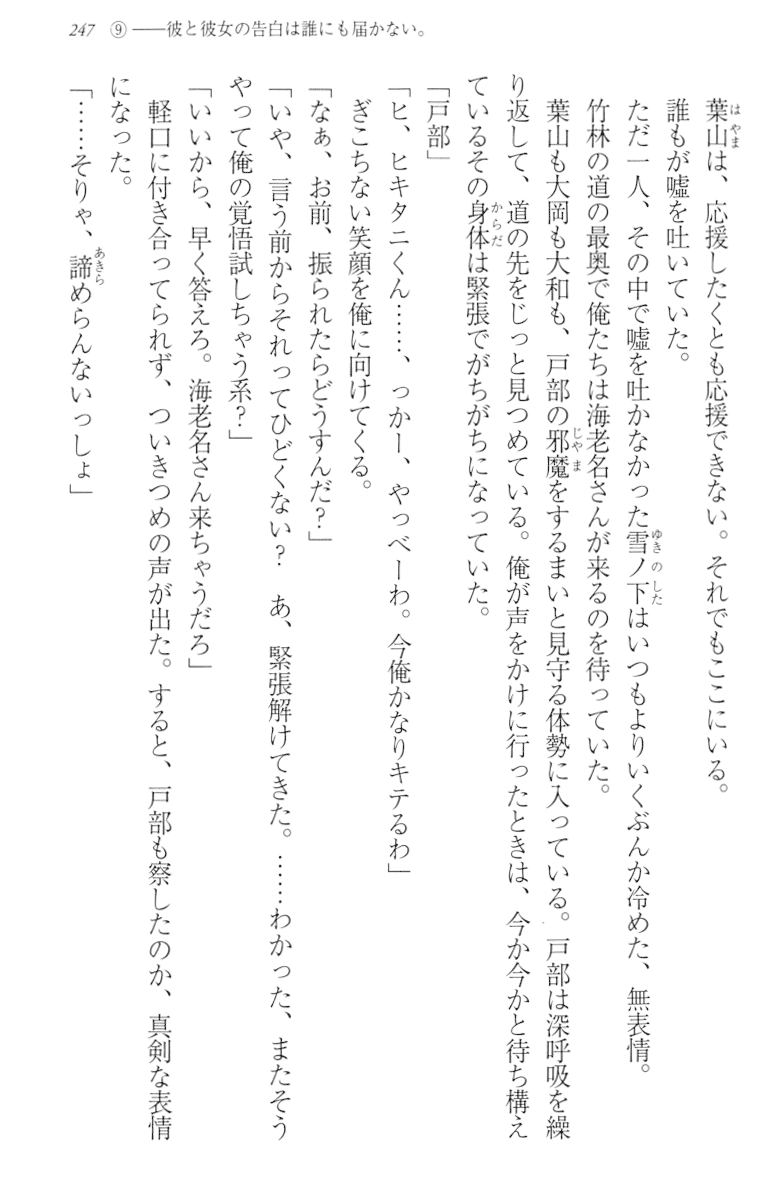 247 ⑨ ──彼と彼女の告白は誰にも届かない。
葉山は、応援したくとも応援できない。それでもここにいる。
誰もが嘘を吐いていた。
ただ一人、その中で嘘を吐かなかった雪ノ下はいつもよりいくぶんか冷めた、無表情。
竹林の道の最奥で俺たちは海老名さんが来るのを待っていた。
葉山も大岡も大和も、戸部の邪魔をするまいと見守る体勢に入っている。戸部は深呼吸を繰
り返して、道の先をじっと見つめている。俺が声をかけに行ったときは、今か今かと待ち構え
ているその身体は緊張でがちがちになっていた。
「戸部」
「ヒ、ヒキタニくん……、っかー、やっべーわ。今俺かなりキテるわ」
ぎこちない笑顔を俺に向けてくる。
「なぁ、お前、振られたらどうすんだ?」
「いや、言う前からそれってひどくない? あ、緊張解けてきた。……わかった、またそう
やって俺の覚悟試しちゃう系?」
「いいから、早く答えろ。海老名さん来ちゃうだろ」
軽口に付き合ってられず、ついきつめの声が出た。すると、戸部も察したのか、真剣な表情
になった。
「……そりゃ、諦めらんないっしょ」